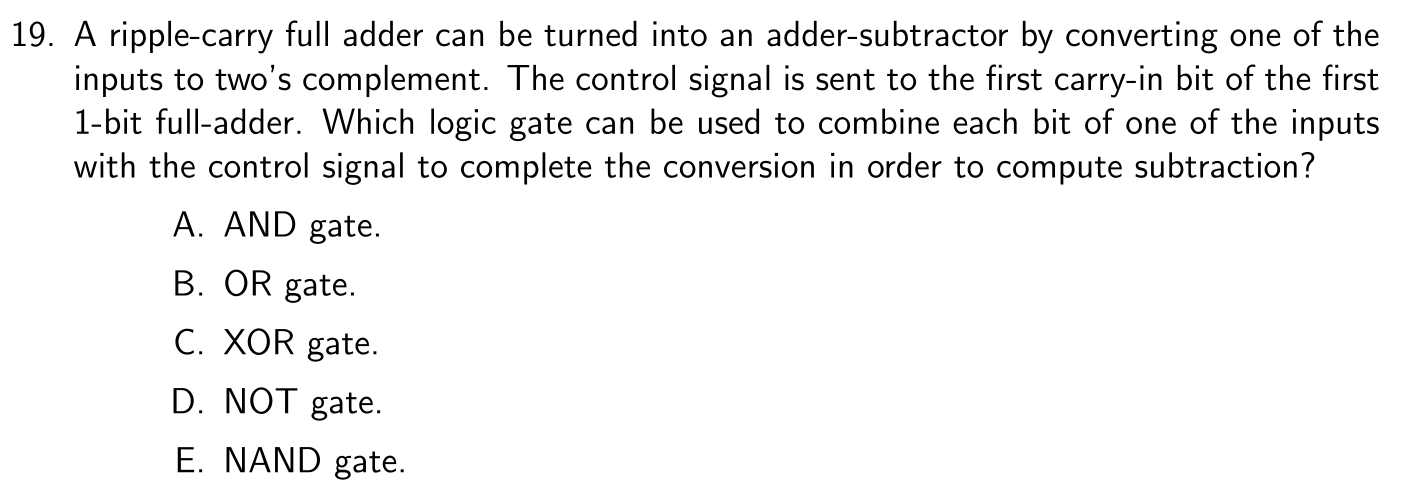 19. A ripple-carry full adder can be turned into an adder-subtractor by converting one of the
inputs to two's complement. The control signal is sent to the first carry-in bit of the first
1-bit full-adder. Which logic gate can be used to combine each bit of one of the inputs
with the control signal to complete the conversion in order to compute subtraction?
A. AND gate.
B. OR gate.
C. XOR gate.
D. NOT gate.
E. NAND gate.